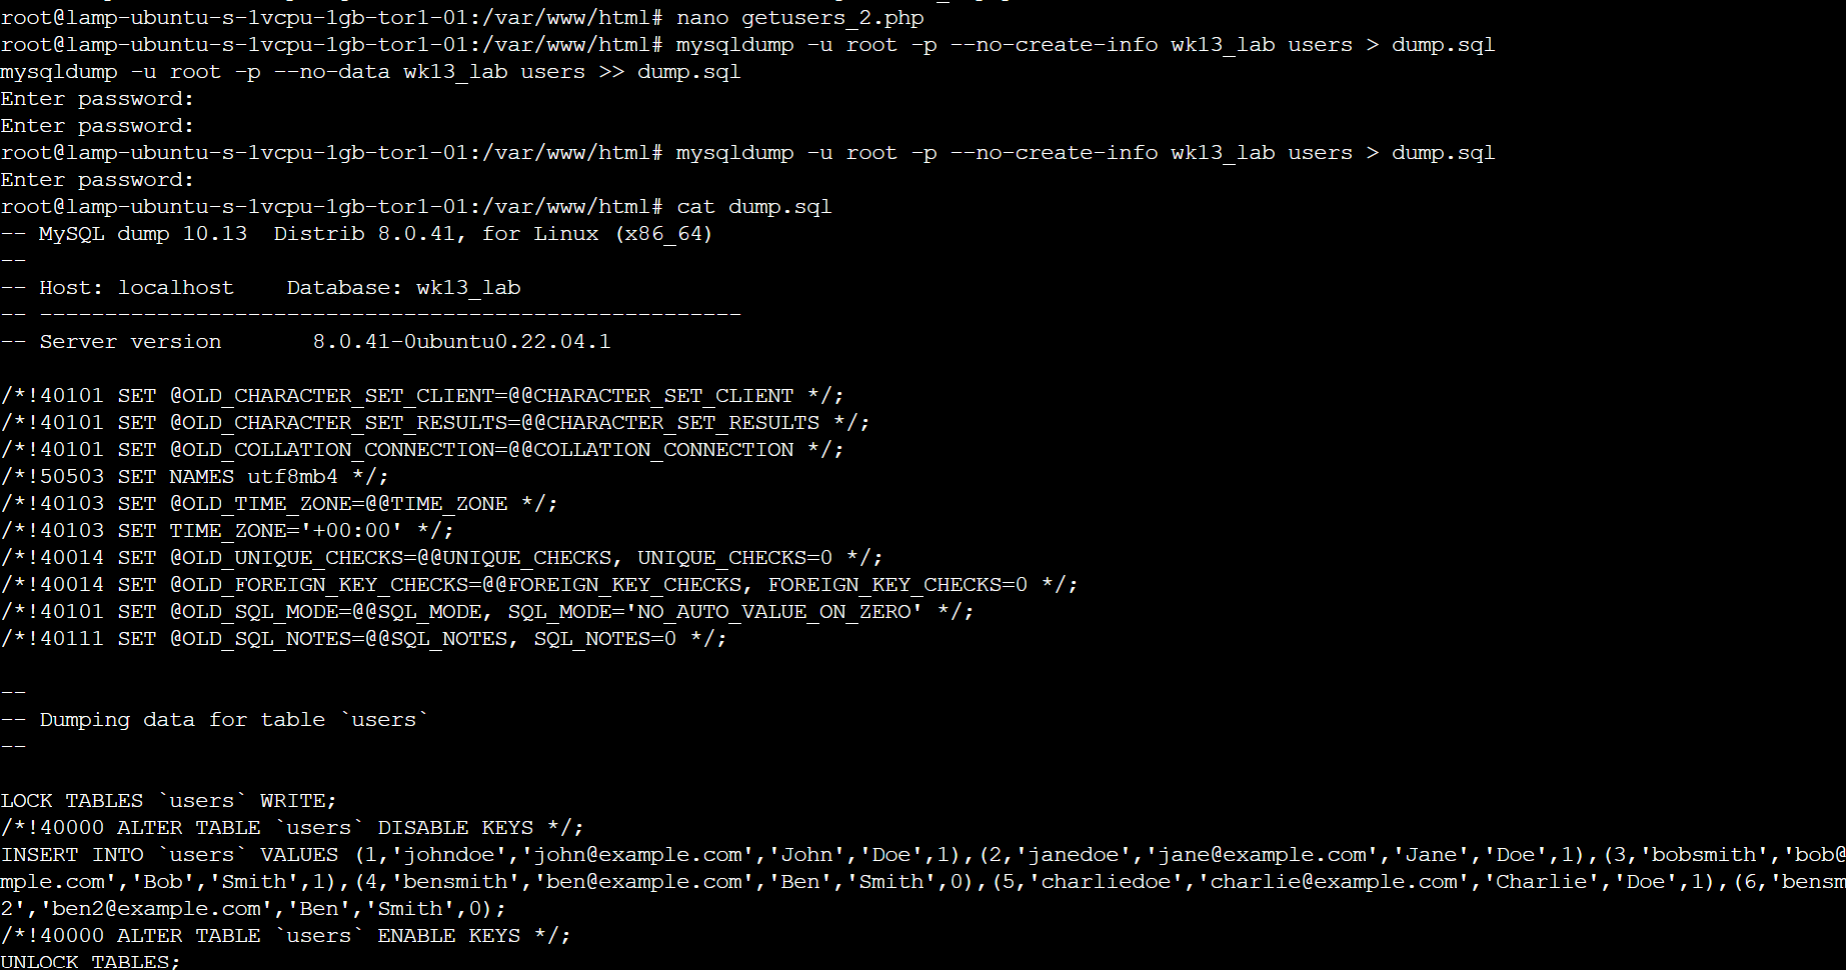 root@lamp-ubuntu-s-1vcpu-1gb-tor1-01:/var/www/html# nano getusers_2.php
root@lamp-ubuntu-s-1vcpu-1gb-tor1-01:/var/www/html# mysqldump -u root -p --no-create-info wk13_lab users > dump.sql
mysqldump -u root -p --no-data wk13_lab users >> dump.sql
Enter password:
Enter password:
root@lamp-ubuntu-s-1vcpu-1gb-tor1-01:/var/www/html# mysqldump -u root -p --no-create-info wk13_lab users > dump.sql
Enter password:
root@lamp-ubuntu-s-1vcpu-1gb-tor1-01:/var/www/html# cat dump.sql
-- MySQL dump 10.13  Distrib 8.0.41, for Linux (x86_64)
--
-- Host: localhost    Database: wk13_lab
-- ------------------------------------------------------
-- Server version       8.0.41-0ubuntu0.22.04.1

/*!40101 SET @OLD_CHARACTER_SET_CLIENT=@@CHARACTER_SET_CLIENT */;
/*!40101 SET @OLD_CHARACTER_SET_RESULTS=@@CHARACTER_SET_RESULTS */;
/*!40101 SET @OLD_COLLATION_CONNECTION=@@COLLATION_CONNECTION */;
/*!50503 SET NAMES utf8mb4 */;
/*!40103 SET @OLD_TIME_ZONE=@@TIME_ZONE */;
/*!40103 SET TIME_ZONE='+00:00' */;
/*!40014 SET @OLD_UNIQUE_CHECKS=@@UNIQUE_CHECKS, UNIQUE_CHECKS=0 */;
/*!40014 SET @OLD_FOREIGN_KEY_CHECKS=@@FOREIGN_KEY_CHECKS, FOREIGN_KEY_CHECKS=0 */;
/*!40101 SET @OLD_SQL_MODE=@@SQL_MODE, SQL_MODE='NO_AUTO_VALUE_ON_ZERO' */;
/*!40111 SET @OLD_SQL_NOTES=@@SQL_NOTES, SQL_NOTES=0 */;

--
-- Dumping data for table `users`
--

LOCK TABLES `users` WRITE;
/*!40000 ALTER TABLE `users` DISABLE KEYS */;
INSERT INTO `users` VALUES (1,'johndoe','john@example.com','John','Doe',1),(2,'janedoe','jane@example.com','Jane','Doe',1),(3,'bobsmith','bob@
mple.com','Bob','Smith',1),(4,'bensmith','ben@example.com','Ben','Smith',0),(5,'charliedoe','charlie@example.com','Charlie','Doe',1),(6,'bensm
2','ben2@example.com','Ben','Smith',0);
/*!40000 ALTER TABLE `users` ENABLE KEYS */;
UNLOCK TABLES;